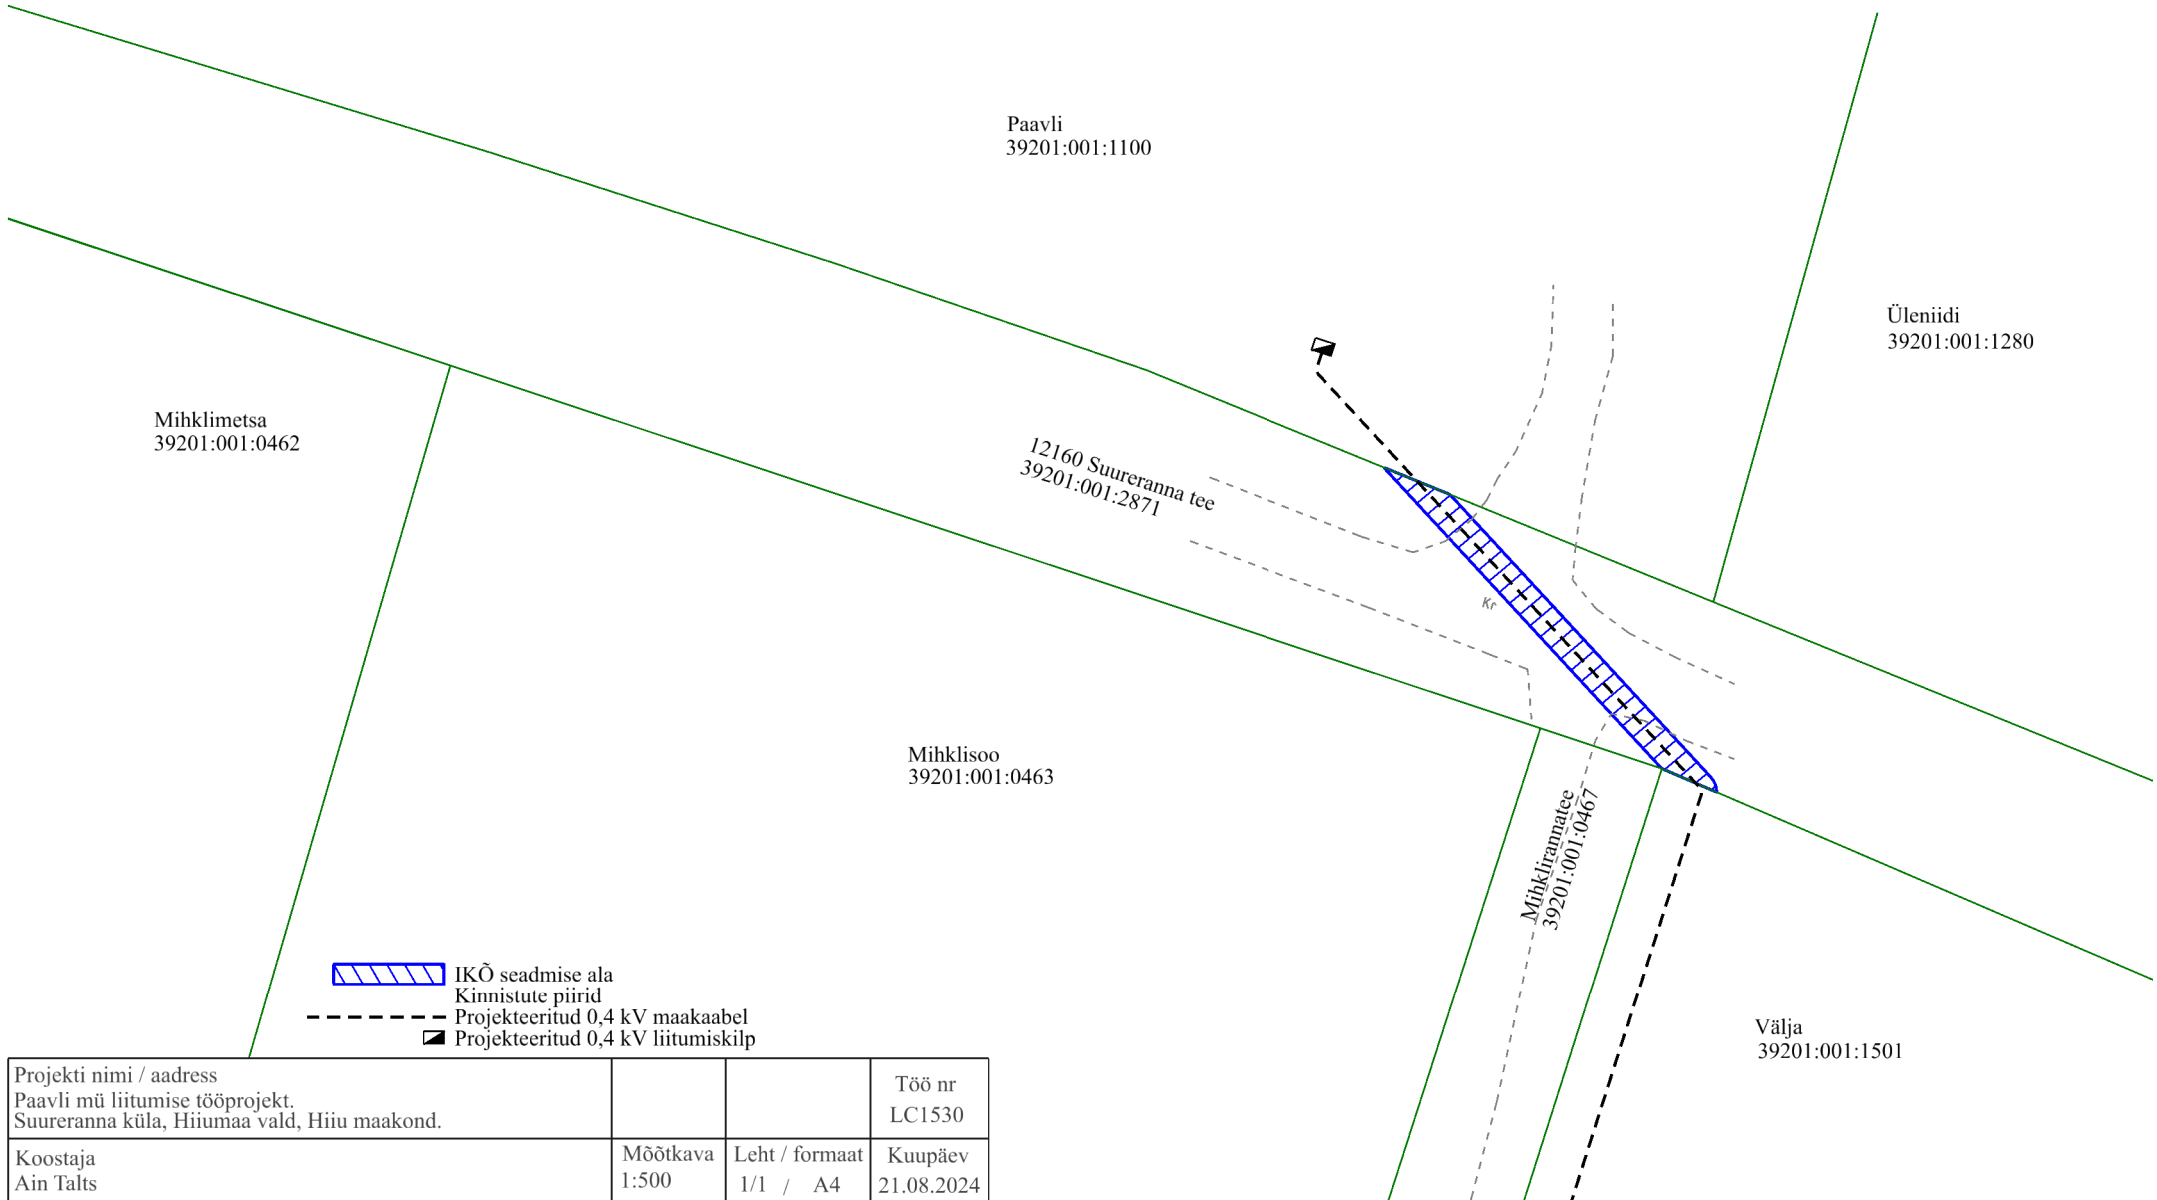 Paavli
39201:001:1100
Üleniidi
39201:001:1280
Mihklimetsa
39201:001:0462
12160 Suureranna tee
39201:001:2871
Kr
Mihklisoo
39201:001:0463
Mihklirannatee
39201:001:0467
Välja
39201:001:1501
IKÕ seadmise ala
Kinnistute piirid
Projekteeritud 0,4 kV maakaabel
Projekteeritud 0,4 kV liitumiskilp
Projekti nimi / aadress
Paavli mü liitumise tööprojekt.
Suureranna küla, Hiiumaa vald, Hiiu maakond.
Töö nr
LC1530
Koostaja
Ain Talts
Mõõtkava
1:500
Leht / formaat
1/1 / A4
Kuupäev
21.08.2024